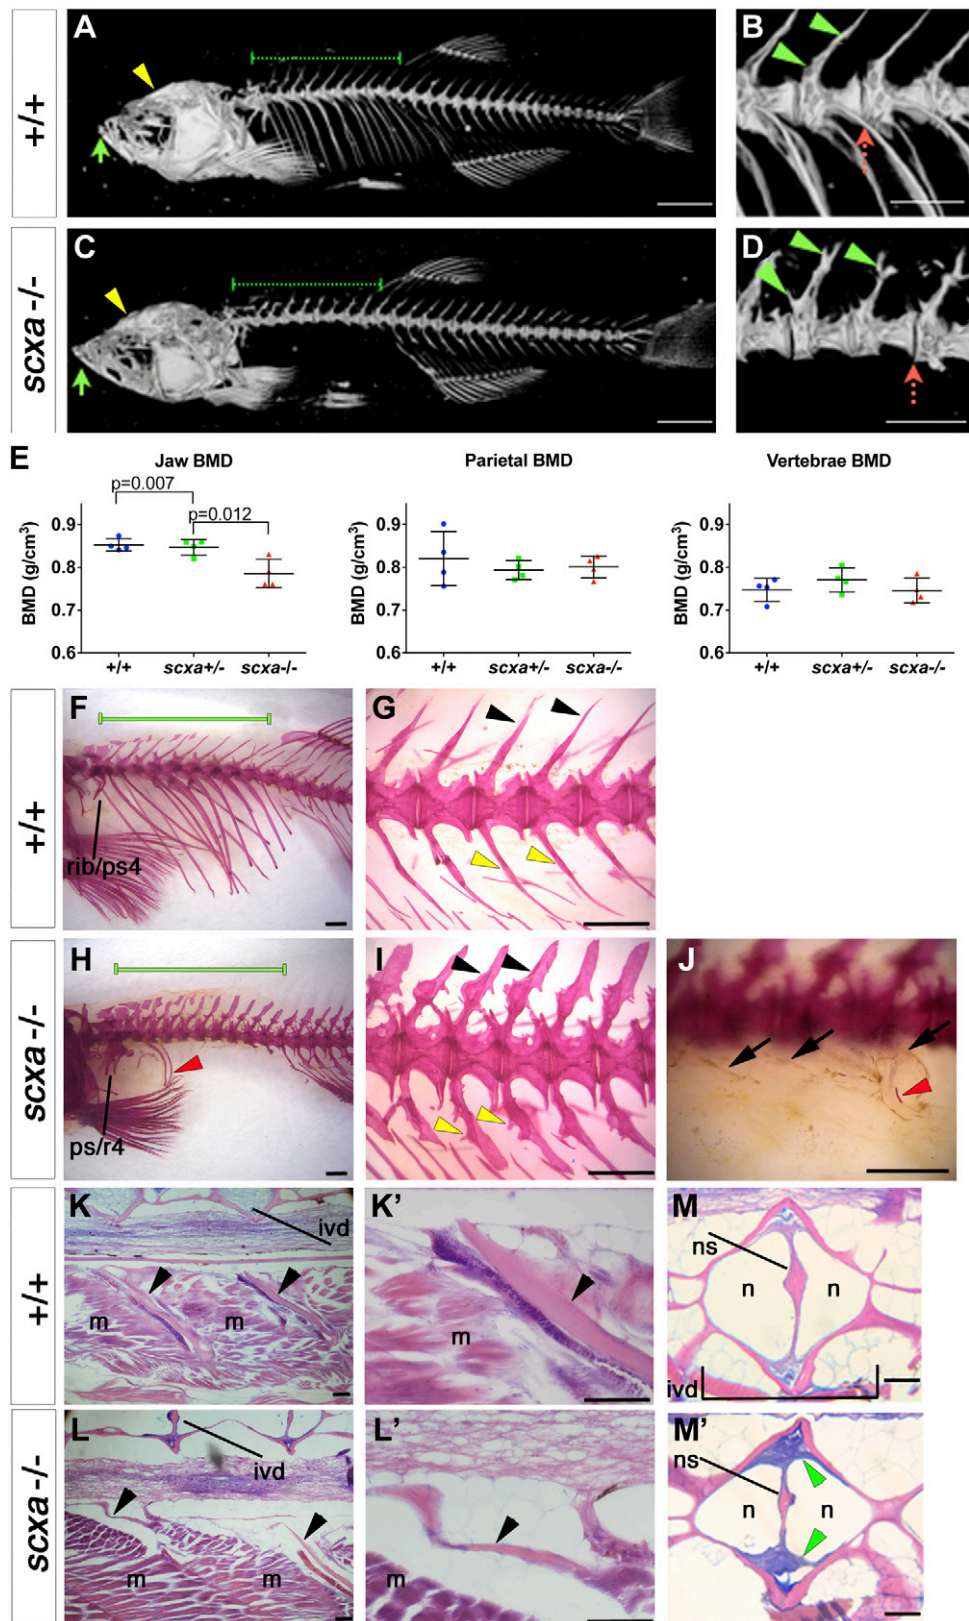 +/+
A
B
scxa -/-
C
D
E
Jaw BMD
Parietal BMD
Vertebrae BMD
p=0.007
p=0.012
BMD (g/cm³)
0.9
0.8
0.7
0.6
+/+
scxa+/-
scxa-/-
BMD (g/cm³)
0.9
0.8
0.7
0.6
+/+
scxa+/-
scxa-/-
BMD (g/cm³)
0.9
0.8
0.7
0.6
+/+
scxa+/-
scxa-/-
+/+
F
rib/ps4
G
scxa -/-
H
ps/r4
I
J
+/+
K
ivd
m
m
K'
m
M
ns
n
n
ivd
scxa -/-
L
ivd
m
m
L'
m
M'
ns
n
n